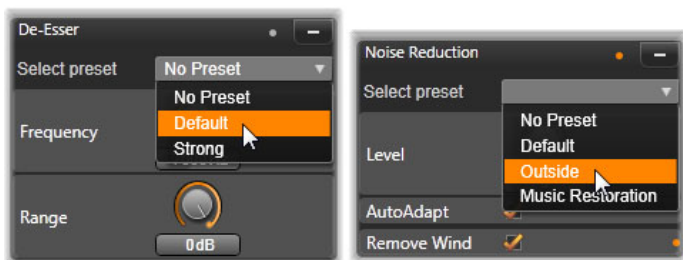 De-Esser
Select preset No Preset
No Preset
Default
Strong
Frequency
Range
0dB
Noise Reduction
Select preset
No Preset
Default
Outside
Music Restoration
Level
AutoAdapt
Remove Wind